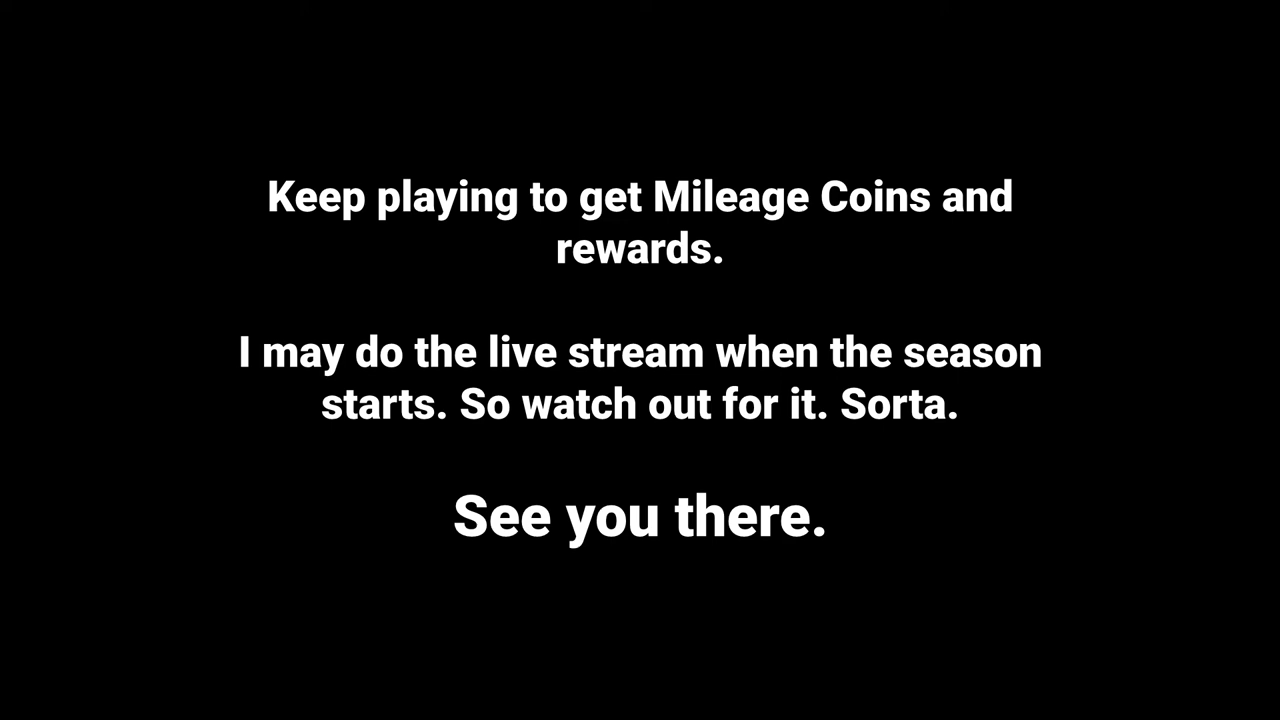 Keep playing to get Mileage Coins and
rewards.
I may do the live stream when the season
starts. So watch out for it. Sorta.
See you there.